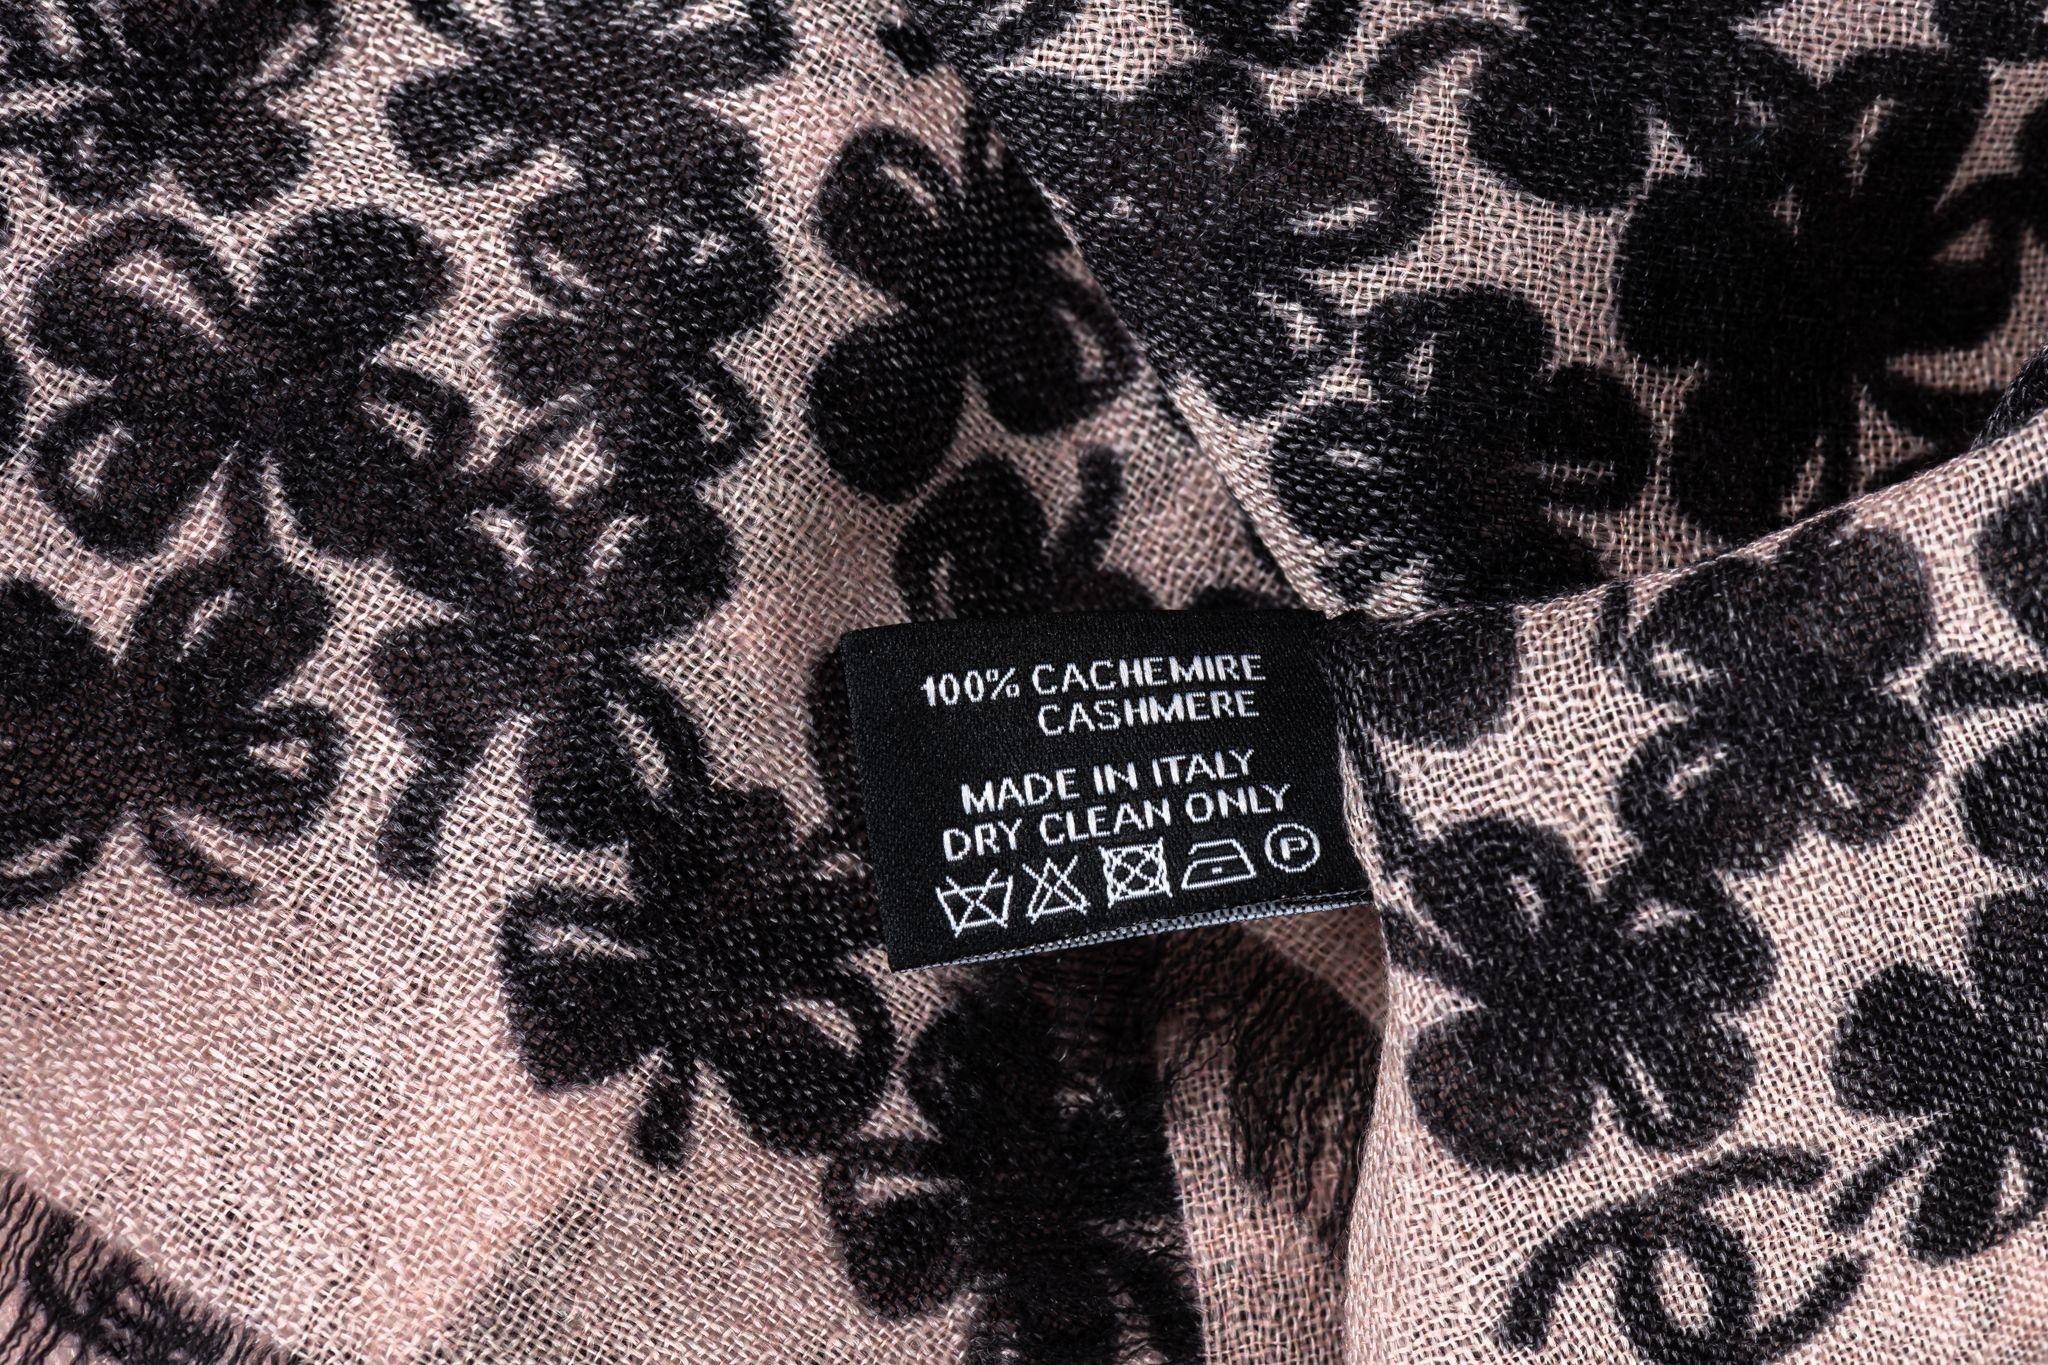 100% CACHEMIRE
CASHMERE
MADE IN ITALY
DRY CLEAN ONLY
P